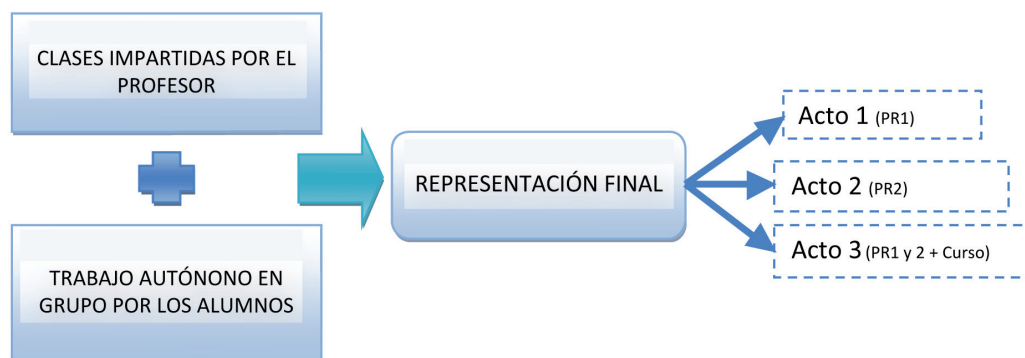 CLASES IMPARTIDAS POR EL
PROFESOR
TRABAJO AUTÓNONO EN
GRUPO POR LOS ALUMNOS
REPRESENTACIÓN FINAL
Acto 1 (PR1)
Acto 2 (PR2)
Acto 3 (PR1 y 2 + Curso)